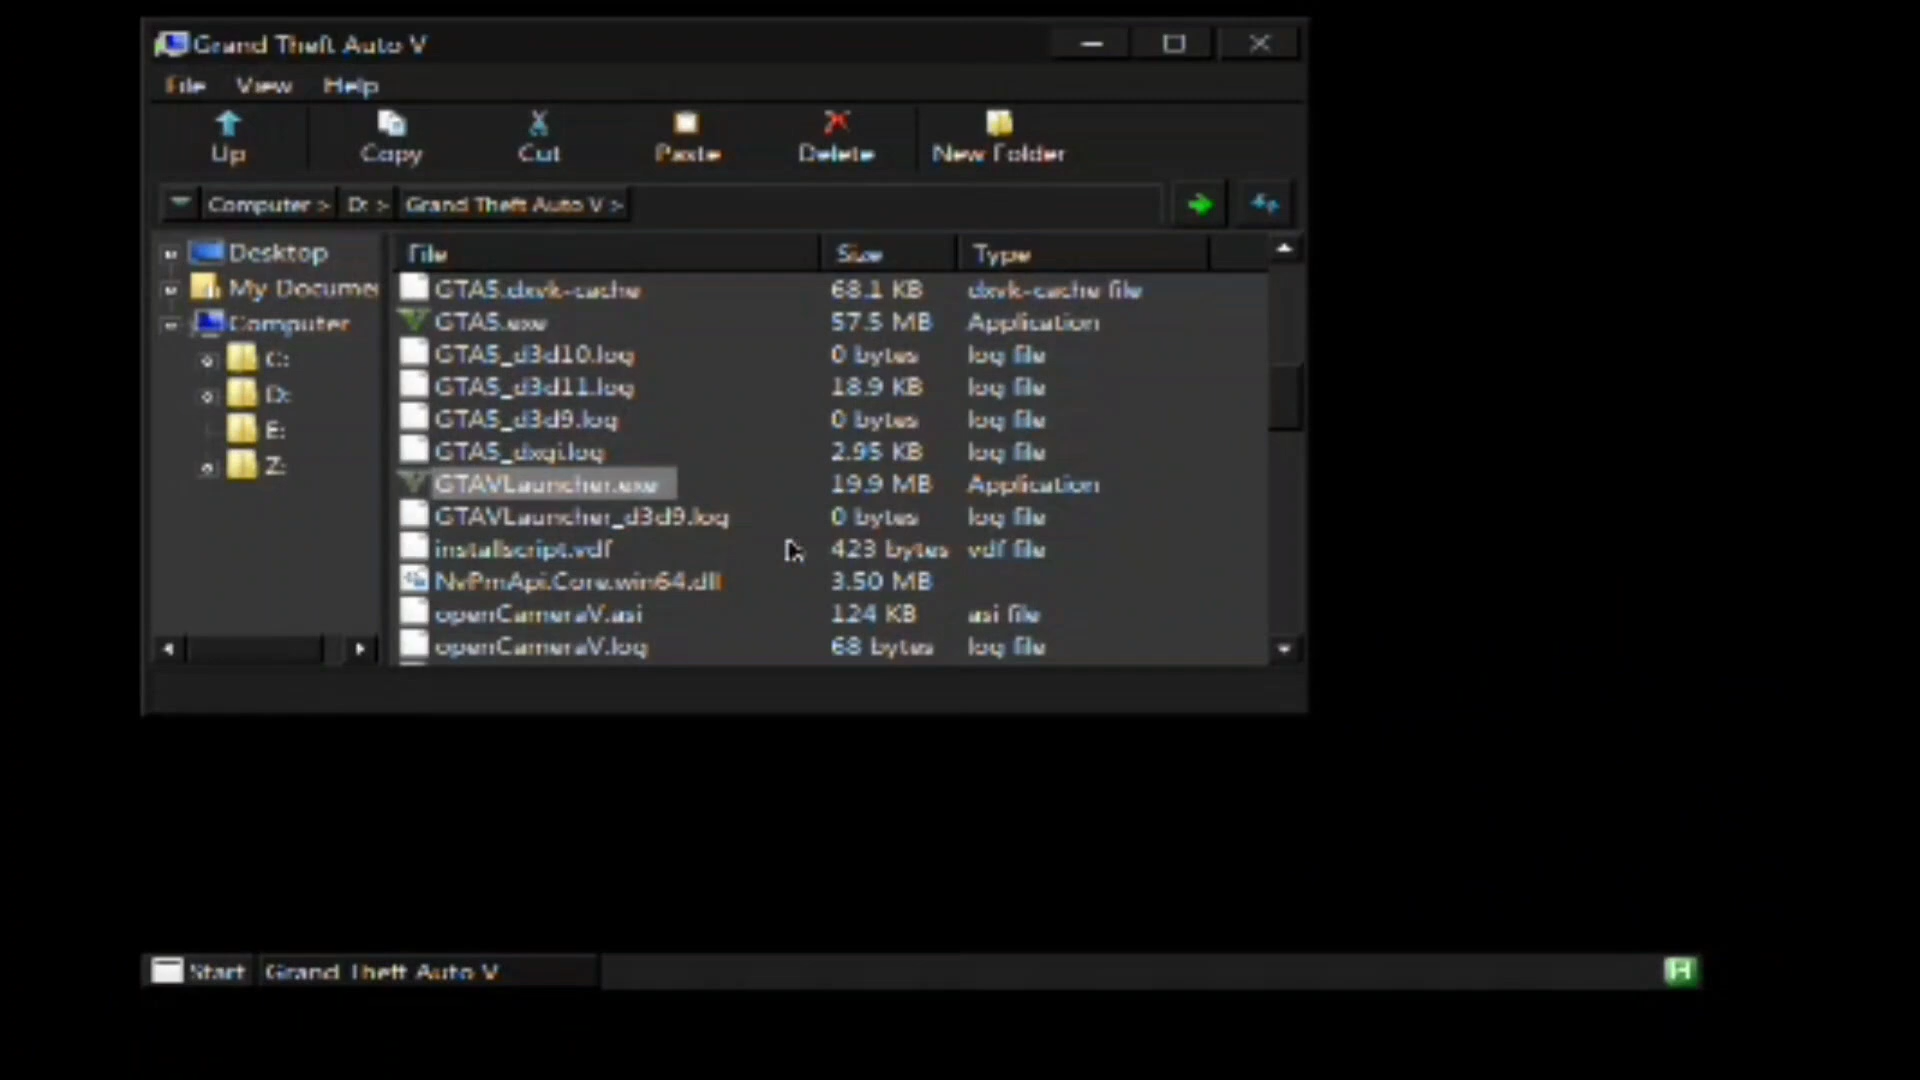 Grand Theft Auto V
File View Help
Up Copy Cut Paste Delete New Folder
Computer > D: > Grand Theft Auto V >
Desktop
My Docume
Computer
C:
D:
E:
Z:
File Size Type
GTA5.dxvk-cache 68.1 KB dxvk-cache file
GTA5.exe 57.5 MB Application
GTA5_d3d10.log 0 bytes log file
GTA5_d3d11.log 18.9 KB log file
GTA5_d3d9.log 0 bytes log file
GTA5_dxgi.log 2.95 KB log file
GTAVLauncher.exe 19.9 MB Application
GTAVLauncher_d3d9.log 0 bytes log file
installscript.vdf 423 bytes vdf file
NvPmApi.Core.win64.dll 3.50 MB
openCameraV.asi 124 KB asi file
openCameraV.log 68 bytes log file
Start Grand Theft Auto V H